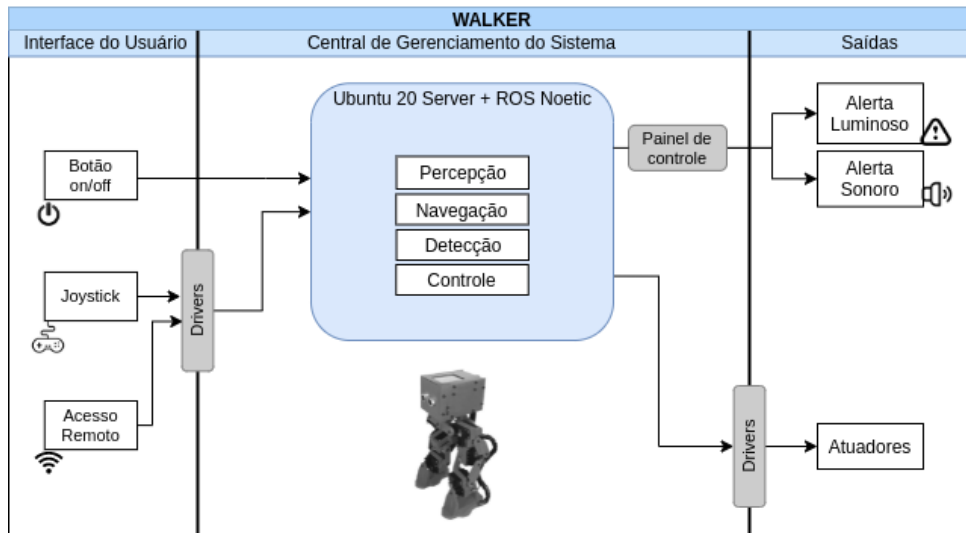 WALKER
Interface do Usuário
Central de Gerenciamento do Sistema
Saídas
Ubuntu 20 Server + ROS Noetic
Botão
on/off
Joystick
Acesso
Remoto
Drivers
Percepção
Navegação
Detecção
Controle
Painel de
controle
Alerta
Luminoso
Alerta
Sonoro
Drivers
Atuadores